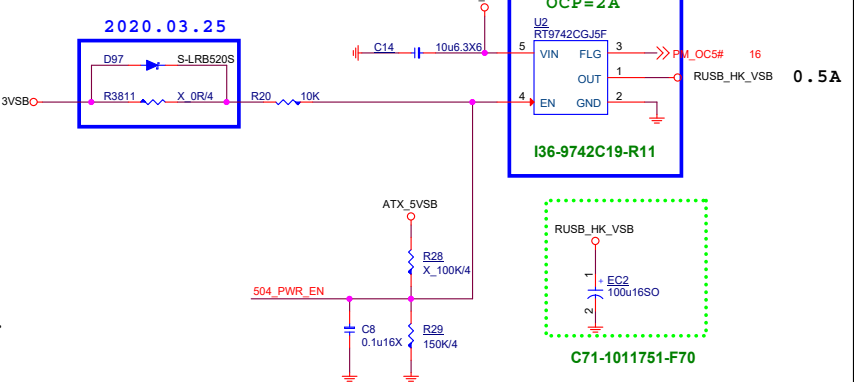 OCP=2A
2020.03.25
U2
RT9742CGJ5F
D97
S-LRB520S
C14
10u6.3X6
5
VIN
FLG
3
PM_OC5#
16
OUT
1
RUSB_HK_VSB
0.5A
3VSB
R3811
X_0R/4
R20
10K
4
EN
GND
2
I36-9742C19-R11
ATX_5VSB
RUSB_HK_VSB
R28
X_100K/4
1
+
EC2
100u16SO
2
504_PWR_EN
C8
0.1u16X
R29
150K/4
C71-1011751-F70